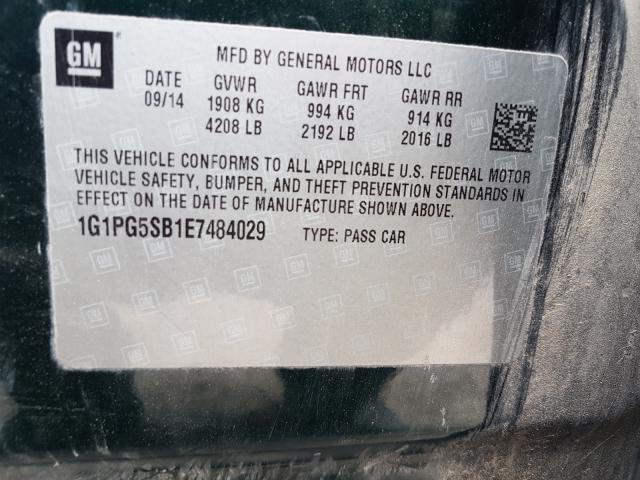 GM
MFD BY GENERAL MOTORS LLC
DATE GVWR GAWR FRT GAWR RR
09/14 1908 KG 994 KG 914 KG
4208 LB 2192 LB 2016 LB
THIS VEHICLE CONFORMS TO ALL APPLICABLE U.S. FEDERAL MOTOR
VEHICLE SAFETY, BUMPER, AND THEFT PREVENTION STANDARDS IN
EFFECT ON THE DATE OF MANUFACTURE SHOWN ABOVE.
1G1PG5SB1E7484029 TYPE: PASS CAR